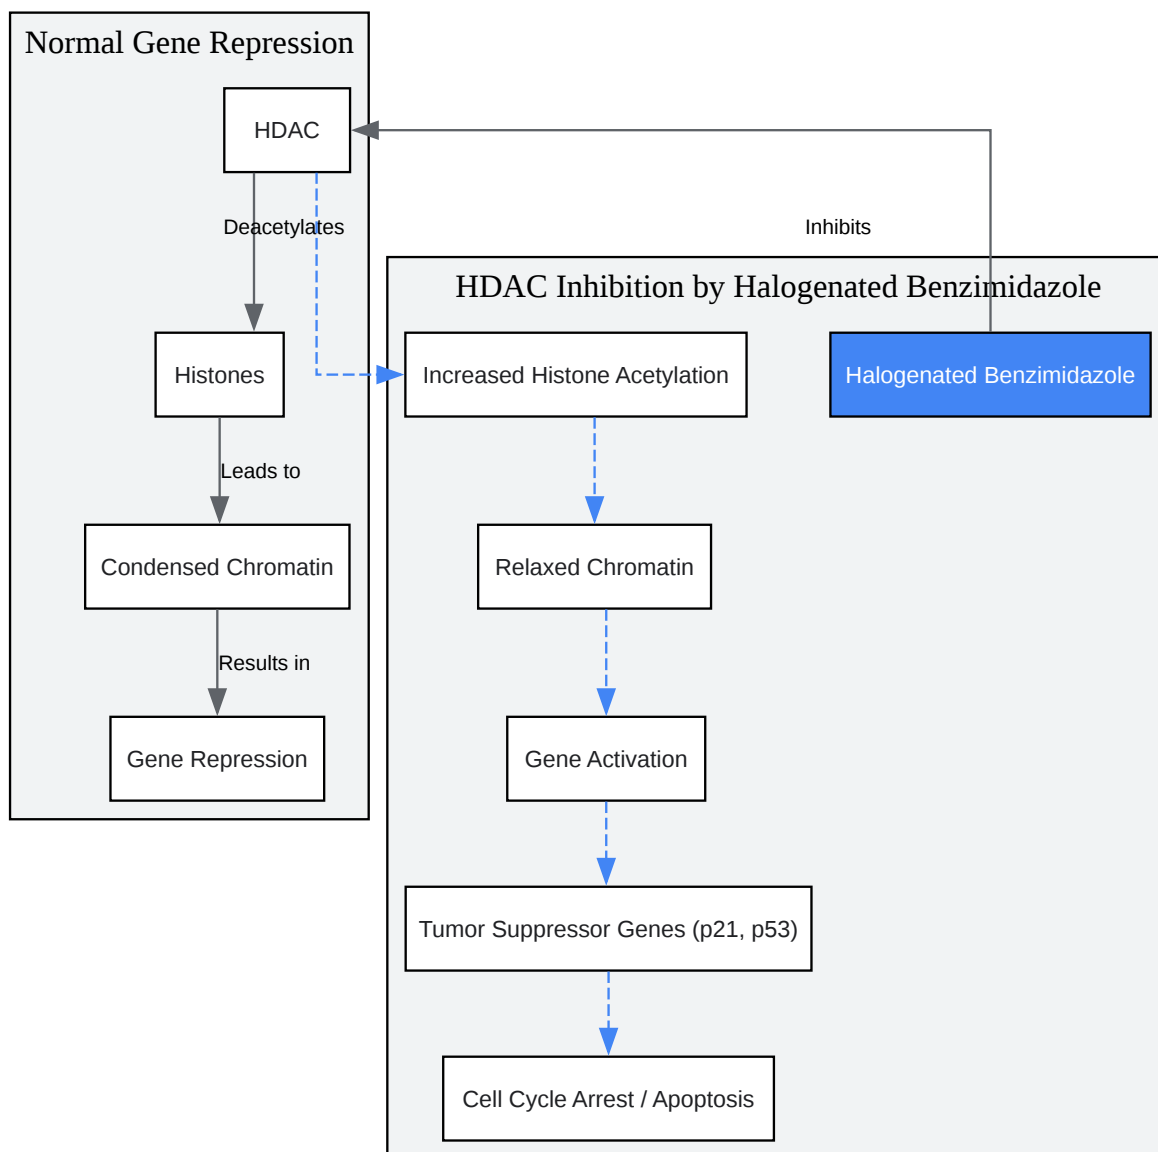 Normal Gene Repression
HDAC
Deacetylates
Histones
Leads to
Condensed Chromatin
Results in
Gene Repression
Inhibits
HDAC Inhibition by Halogenated Benzimidazole
Increased Histone Acetylation
Halogenated Benzimidazole
Relaxed Chromatin
Gene Activation
Tumor Suppressor Genes (p21, p53)
Cell Cycle Arrest / Apoptosis